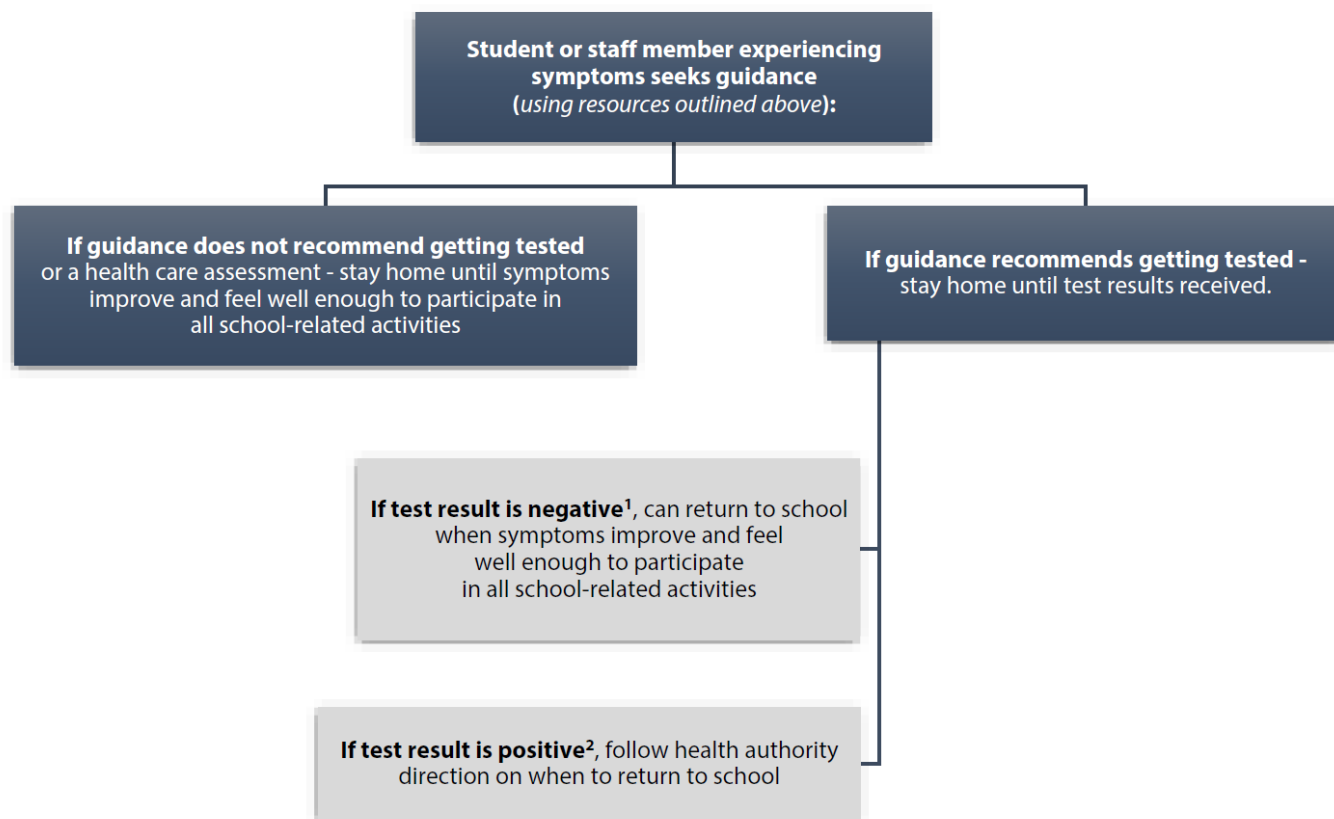 Student or staff member experiencing
symptoms seeks guidance
(using resources outlined above):
If guidance does not recommend getting tested
or a health care assessment - stay home until symptoms
improve and feel well enough to participate in
all school-related activities
If guidance recommends getting tested -
stay home until test results received.
If test result is negative¹, can return to school
when symptoms improve and feel
well enough to participate
in all school-related activities
If test result is positive², follow health authority
direction on when to return to school